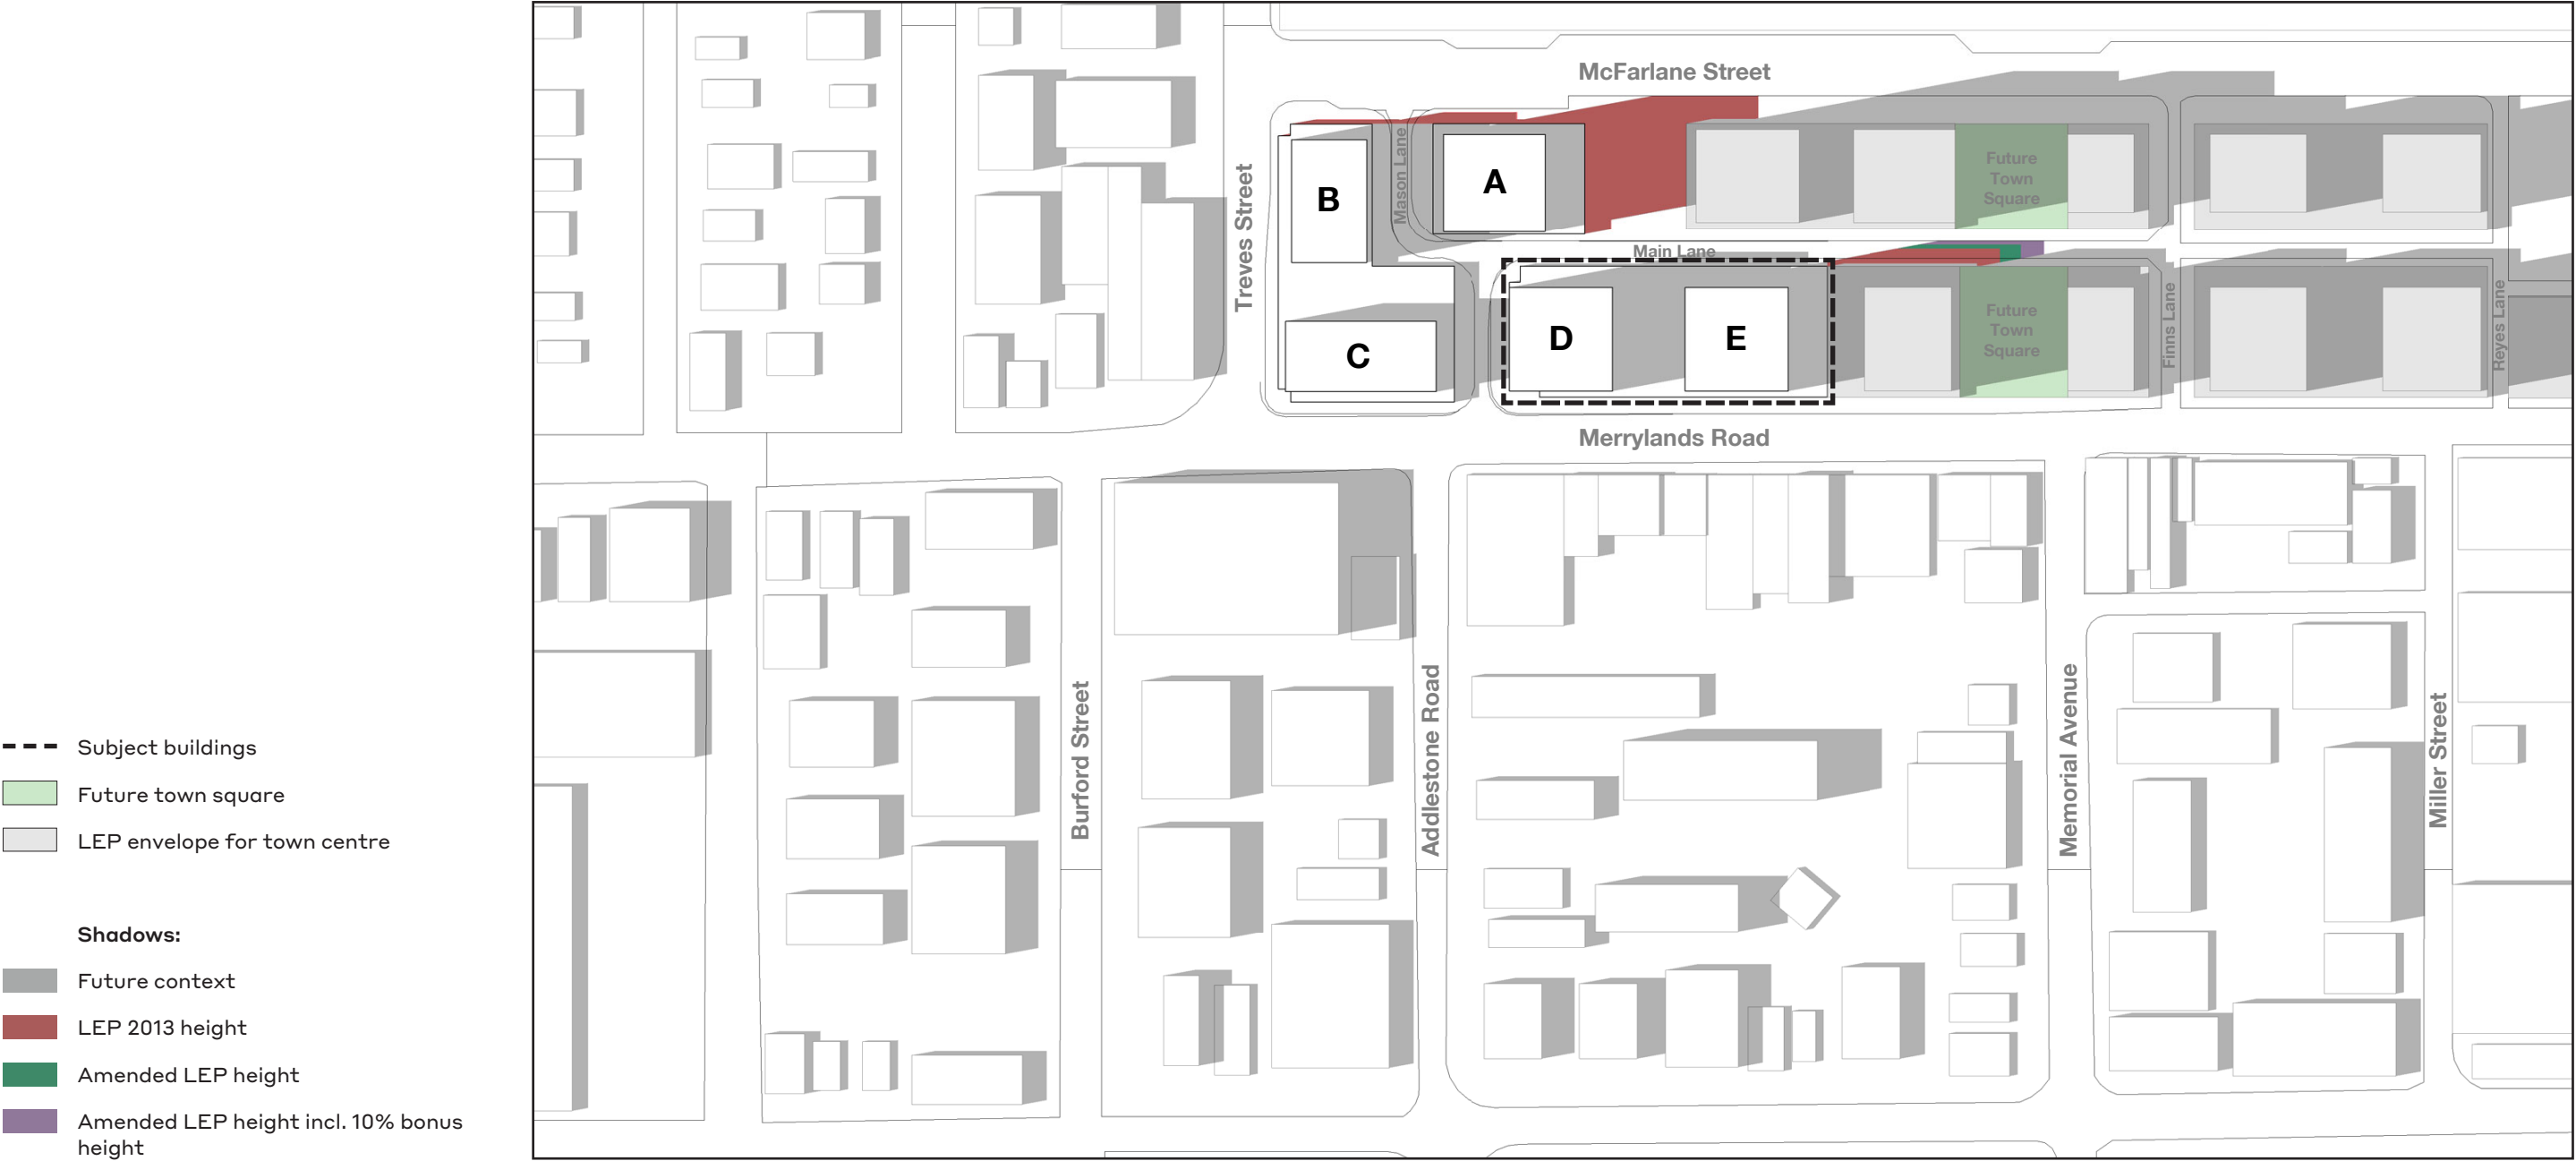 McFarlane Street
Treves Street
Mason Lane
B
A
Future
Town
Square
Main Lane
D
E
C
Future
Town
Square
Finns Lane
Reyes Lane
Merrylands Road
Burford Street
Addlestone Road
Memorial Avenue
Miller Street
Subject buildings
Future town square
LEP envelope for town centre
Shadows:
Future context
LEP 2013 height
Amended LEP height
Amended LEP height incl. 10% bonus
height